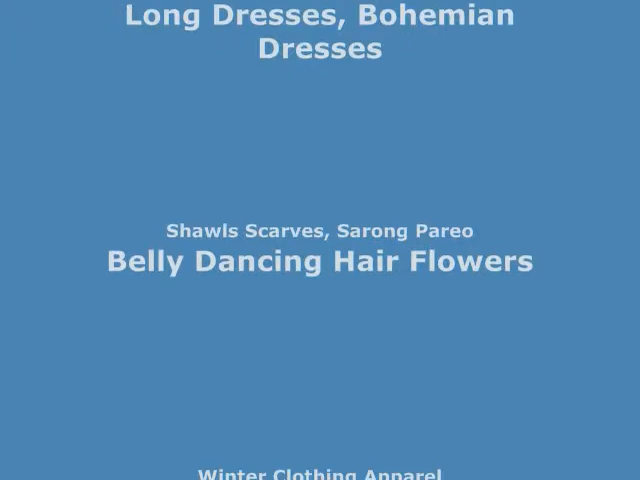 Long Dresses, Bohemian
Dresses
Shawls Scarves, Sarong Pareo
Belly Dancing Hair Flowers
Winter Clothing Apparel